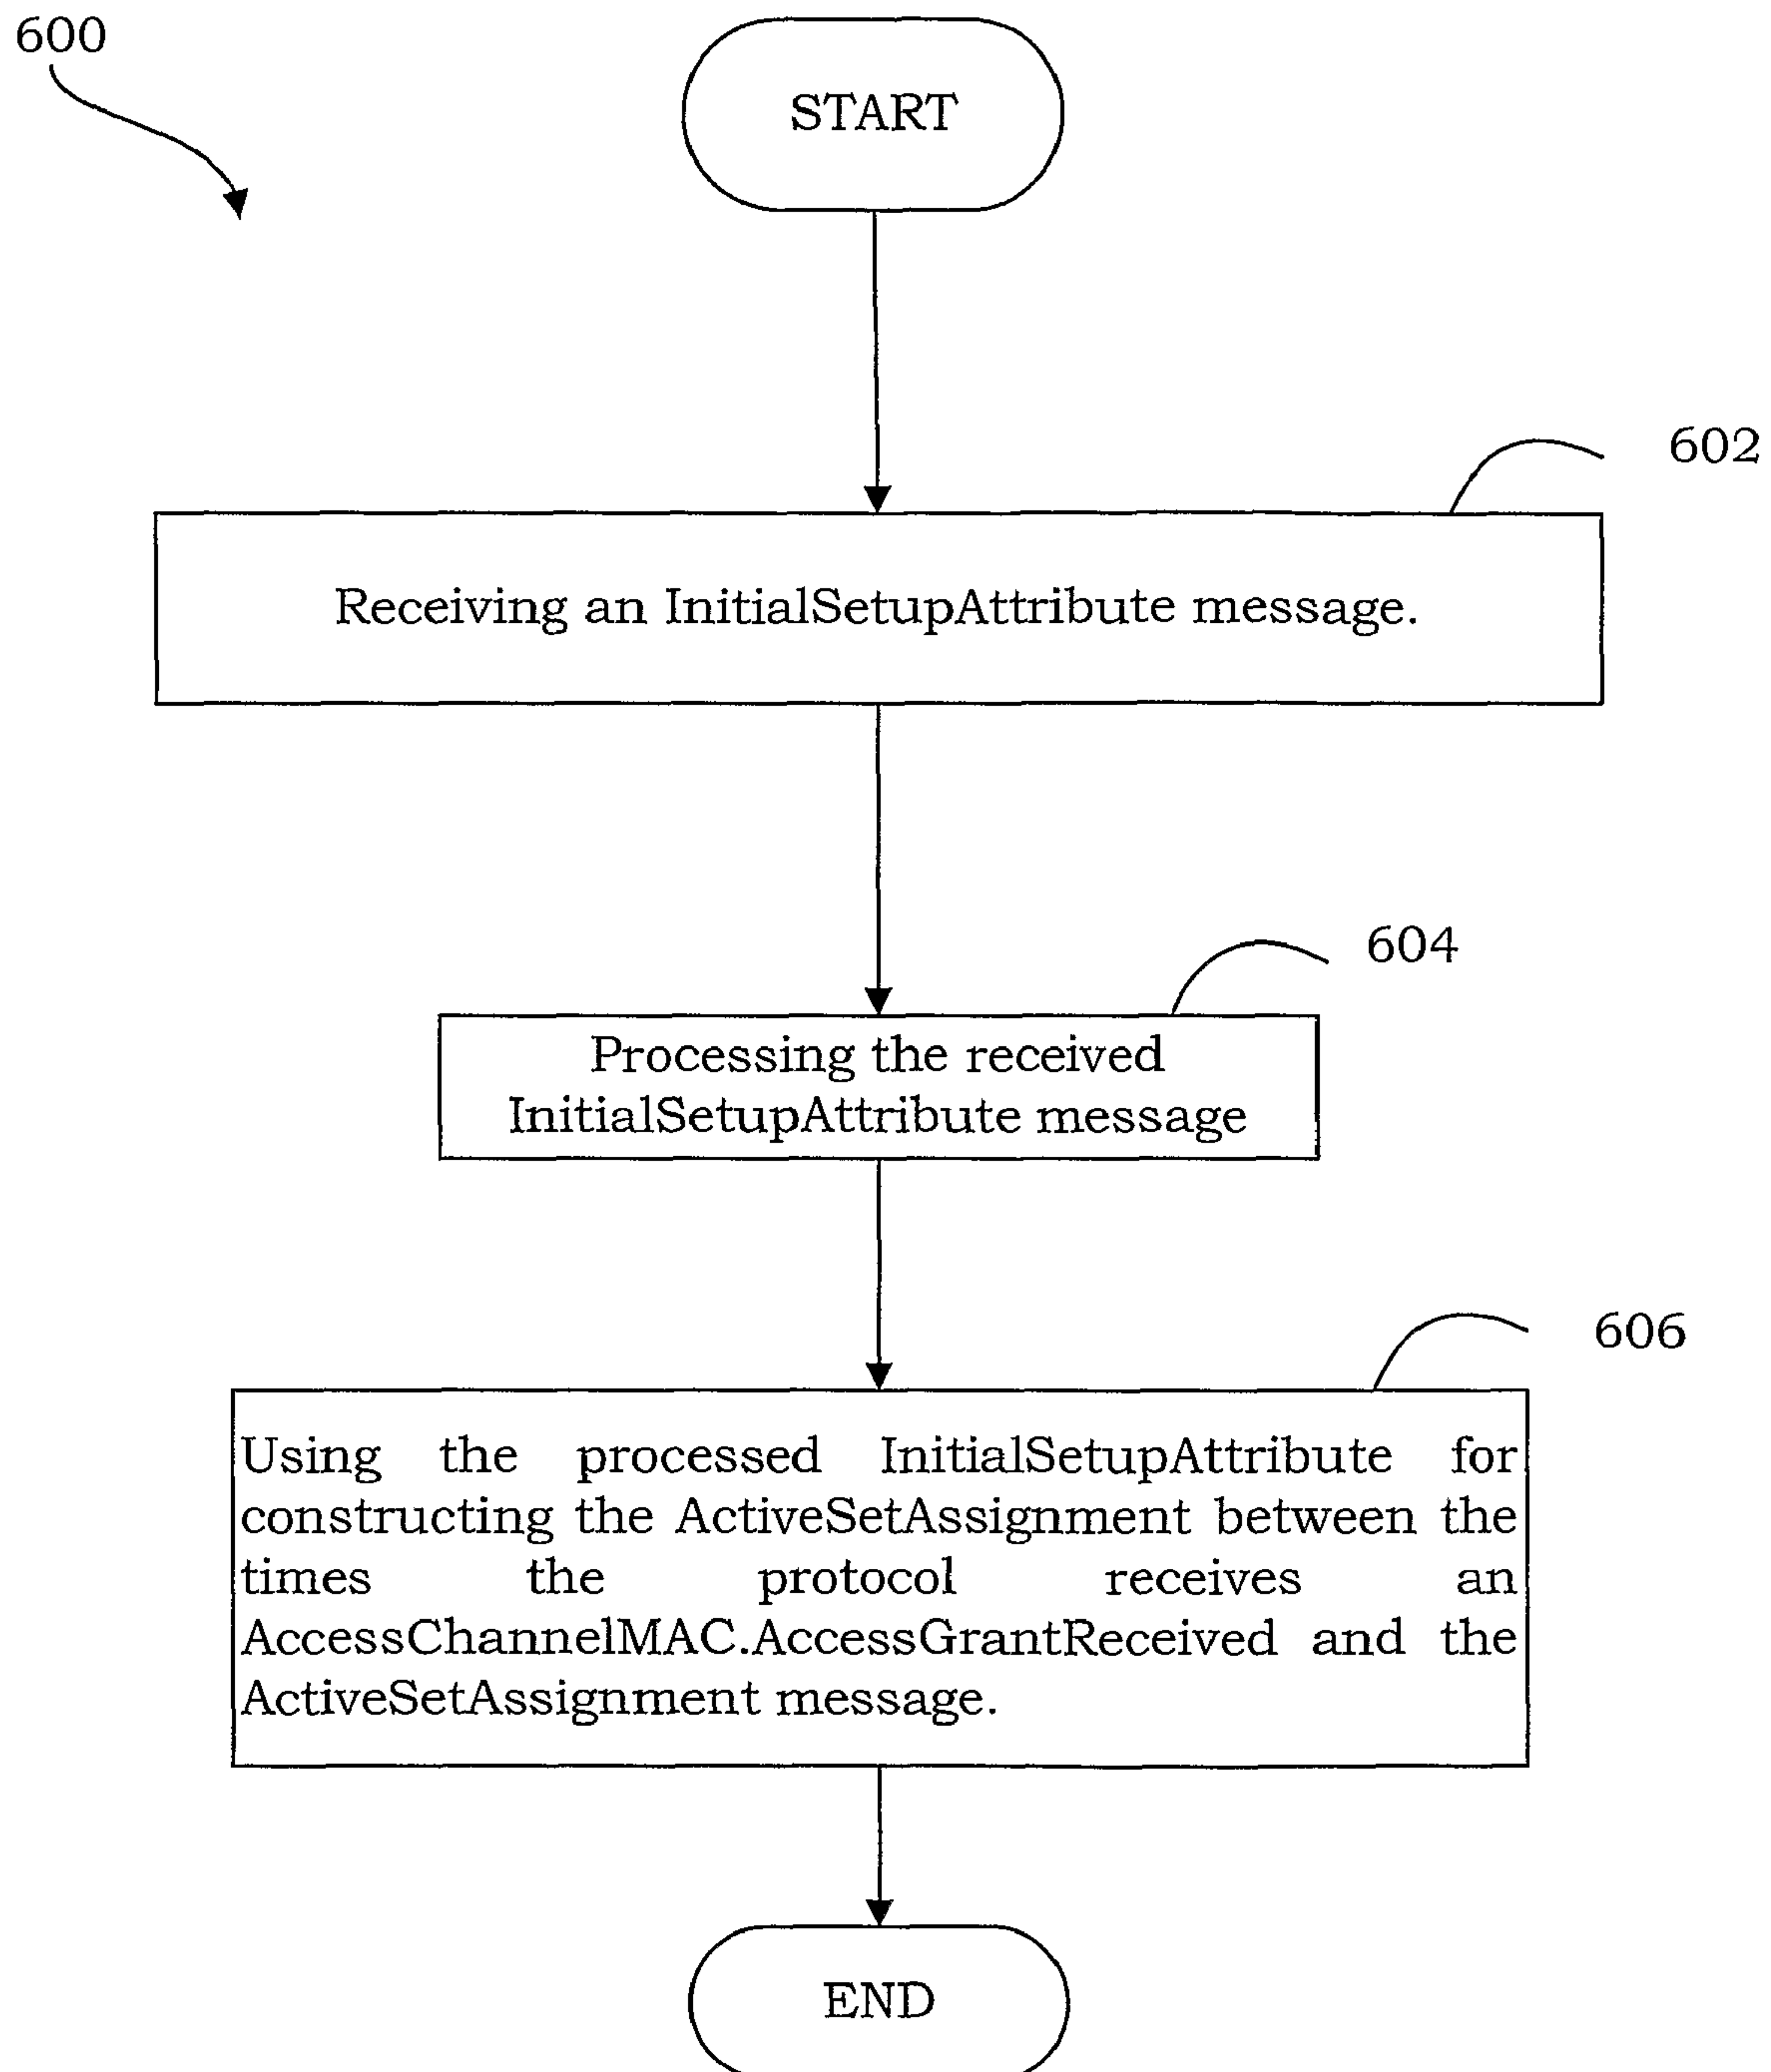 600
START
602
Receiving an InitialSetupAttribute message.
604
Processing the received
InitialSetupAttribute message
606
Using the processed InitialSetupAttribute for
constructing the ActiveSetAssignment between the
times the protocol receives an
AccessChannelMAC.AccessGrantReceived and the
ActiveSetAssignment message.
END